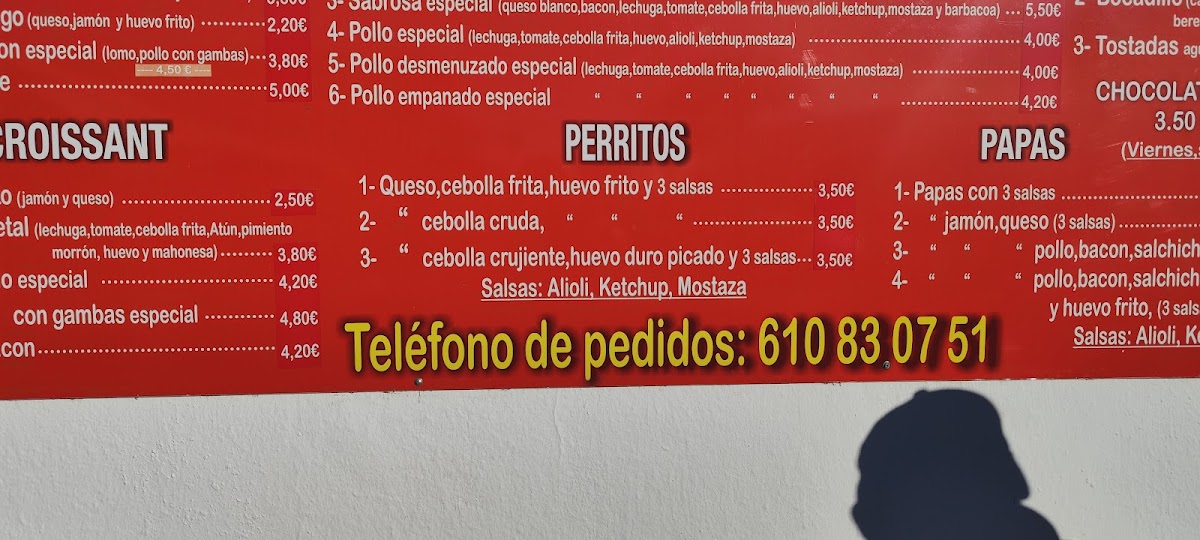 go (queso,jamón y huevo frito) ........ 2,20€
on especial (lomo,pollo con gambas) ... 3,80€
---- 4,50 € ----
e ........ 5,00€
3- Sabrosa especial (queso blanco,bacon,lechuga,tomate,cebolla frita,huevo,alioli,ketchup,mostaza y barbacoa) ... 5,50€
4- Pollo especial (lechuga,tomate,cebolla frita,huevo,alioli,ketchup,mostaza) ........ 4,00€
5- Pollo desmenuzado especial (lechuga,tomate,cebolla frita,huevo,alioli,ketchup,mostaza) ........ 4,00€
6- Pollo empanado especial “ “ “ “ “ “ “ “ ........ 4,20€
3- Tostadas
CHOCOLAT
3.50
(Viernes,
CROISSANT
o (jamón y queso) ........ 2,50€
etal (lechuga,tomate,cebolla frita,Atún,pimiento
morrón, huevo y mahonesa) ........ 3,80€
o especial ........ 4,20€
con gambas especial ........ 4,80€
con ........ 4,20€
PERRITOS
1- Queso,cebolla frita,huevo frito y 3 salsas ........ 3,50€
2- “ cebolla cruda, “ “ “ ........ 3,50€
3- “ cebolla crujiente,huevo duro picado y 3 salsas... 3,50€
Salsas: Alioli, Ketchup, Mostaza
PAPAS
1- Papas con 3 salsas ........
2- “ jamón,queso (3 salsas) ........
3- “ “ “ pollo,bacon,salchich
4- “ “ “ pollo,bacon,salchich
y huevo frito, (3 salsa
Salsas: Alioli, Ke
Teléfono de pedidos: 610 83 07 51